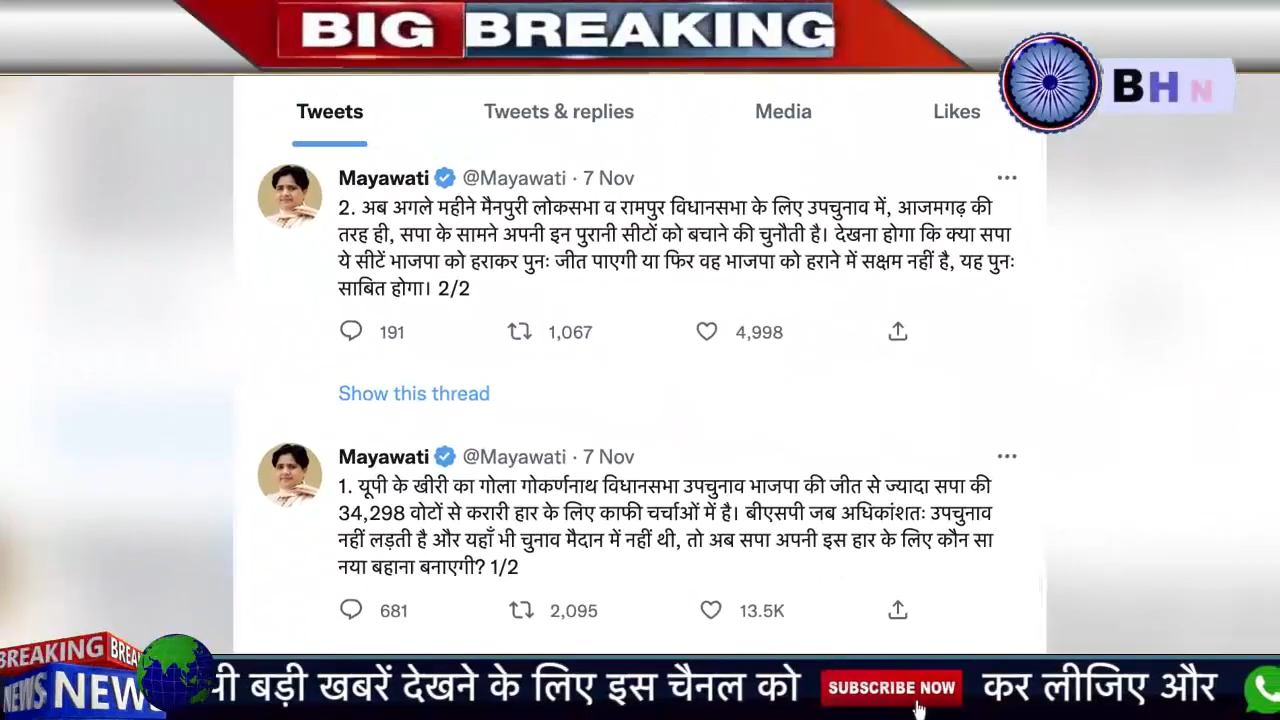 BIG BREAKING
BHN
Tweets Tweets & replies Media Likes
Mayawati @Mayawati · 7 Nov
2. अब अगले महीने मैनपुरी लोकसभा व रामपुर विधानसभा के लिए उपचुनाव में, आजमगढ़ की
तरह ही, सपा के सामने अपनी इन पुरानी सीटों को बचाने की चुनौती है। देखना होगा कि क्या सपा
ये सीटें भाजपा को हराकर पुनः जीत पाएगी या फिर वह भाजपा को हराने में सक्षम नहीं है, यह पुनः
साबित होगा। 2/2
191 1,067 4,998
Show this thread
Mayawati @Mayawati · 7 Nov
1. यूपी के खीरी का गोला गोकर्णनाथ विधानसभा उपचुनाव भाजपा की जीत से ज्यादा सपा की
34,298 वोटों से करारी हार के लिए काफी चर्चाओं में है। बीएसपी जब अधिकांशतः उपचुनाव
नहीं लड़ती है और यहाँ भी चुनाव मैदान में नहीं थी, तो अब सपा अपनी इस हार के लिए कौन सा
नया बहाना बनाएगी? 1/2
681 2,095 13.5K
BREAKING BREA
NEWS NEW
बड़ी खबरें देखने के लिए इस चैनल को SUBSCRIBE NOW कर लीजिए और